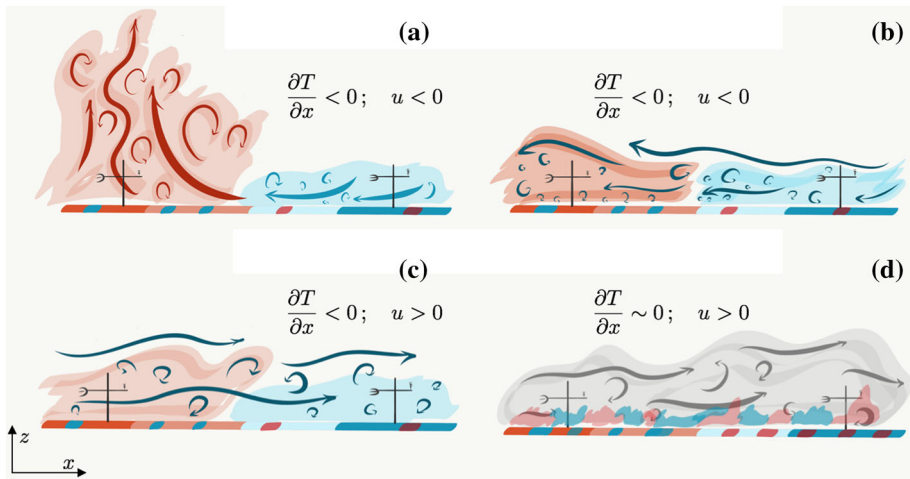 (a)
∂T/∂x < 0 ;   u < 0
(b)
∂T/∂x < 0 ;   u < 0
(c)
∂T/∂x < 0 ;   u > 0
(d)
∂T/∂x ∼ 0 ;   u > 0
z
x